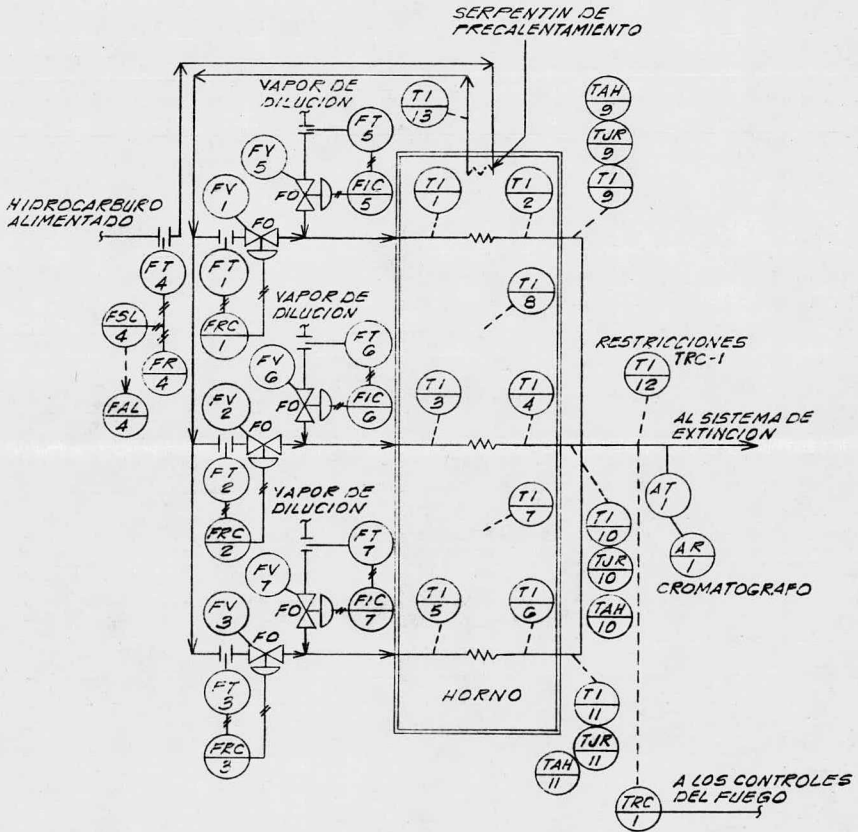 SERPENTIN DE
PRECALENTAMIENTO
VAPOR DE
DILUCION
TI
13
TAH
9
TJR
9
TI
9
FT
5
FV
5
FO
FIC
5
TI
1
TI
2
HIDROCARBURO
ALIMENTADO
FV
1
FO
FT
4
FT
1
FRC
1
FSL
4
FR
4
FAL
4
VAPOR DE
DILUCION
FT
6
FV
6
FO
FIC
6
TI
8
RESTRICCIONES
TRC-1
TI
12
TI
3
TI
4
FV
2
FO
AL SISTEMA DE
EXTINCION
FT
2
FRC
2
VAPOR DE
DILUCION
FT
7
TI
7
TI
10
TJR
10
TAH
10
AT
1
AR
1
CROMATOGRAFO
FV
7
FO
FIC
7
TI
5
TI
6
FV
3
FO
FT
3
FRC
3
HORNO
TI
11
TJR
11
TAH
11
TRC
1
A LOS CONTROLES
DEL FUEGO